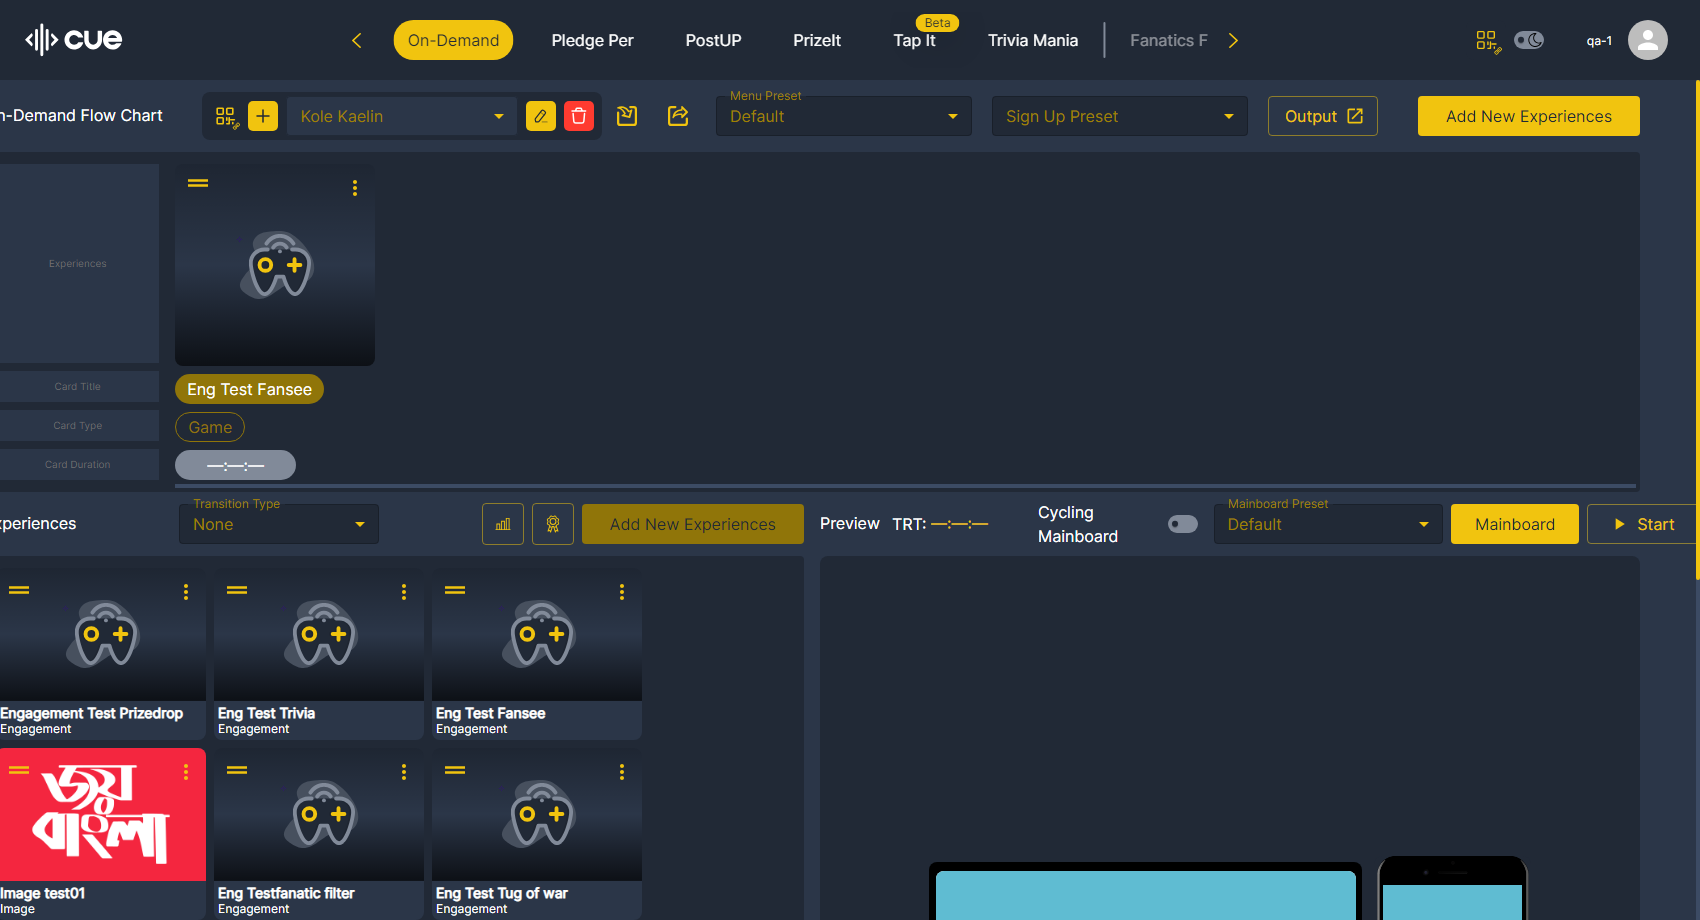 cue
On-Demand
Pledge Per
PostUP
PrizeIt
Beta
Tap It
Trivia Mania
Fanatics F
qa-1
n-Demand Flow Chart
Kole Kaelin
Menu Preset
Default
Sign Up Preset
Output
Add New Experiences
Experiences
Card Title
Eng Test Fansee
Card Type
Game
Card Duration
—:—:—
xperiences
Transition Type
None
Add New Experiences
Preview
TRT: —:—:—
Cycling
Mainboard
Mainboard Preset
Default
Mainboard
Start
Engagement Test Prizedrop
Engagement
Eng Test Trivia
Engagement
Eng Test Fansee
Engagement
জয়
বাংলা
Image test01
Image
Eng Testfanatic filter
Engagement
Eng Test Tug of war
Engagement